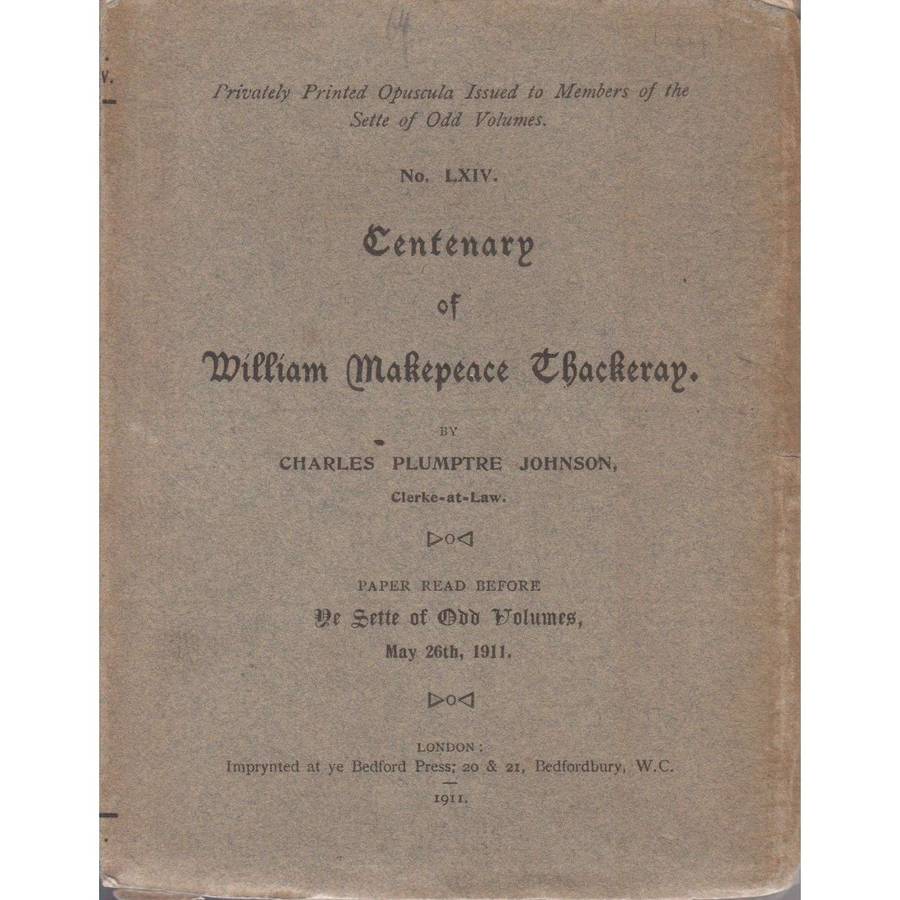 64
V.
Privately Printed Opuscula Issued to Members of the
Sette of Odd Volumes.
No. LXIV.
Centenary
of
William Makepeace Thackeray.
BY
CHARLES PLUMPTRE JOHNSON,
Clerke-at-Law.
PAPER READ BEFORE
Ye Sette of Odd Volumes,
May 26th, 1911.
LONDON:
Imprynted at ye Bedford Press; 20 & 21, Bedfordbury, W.C.
1911.